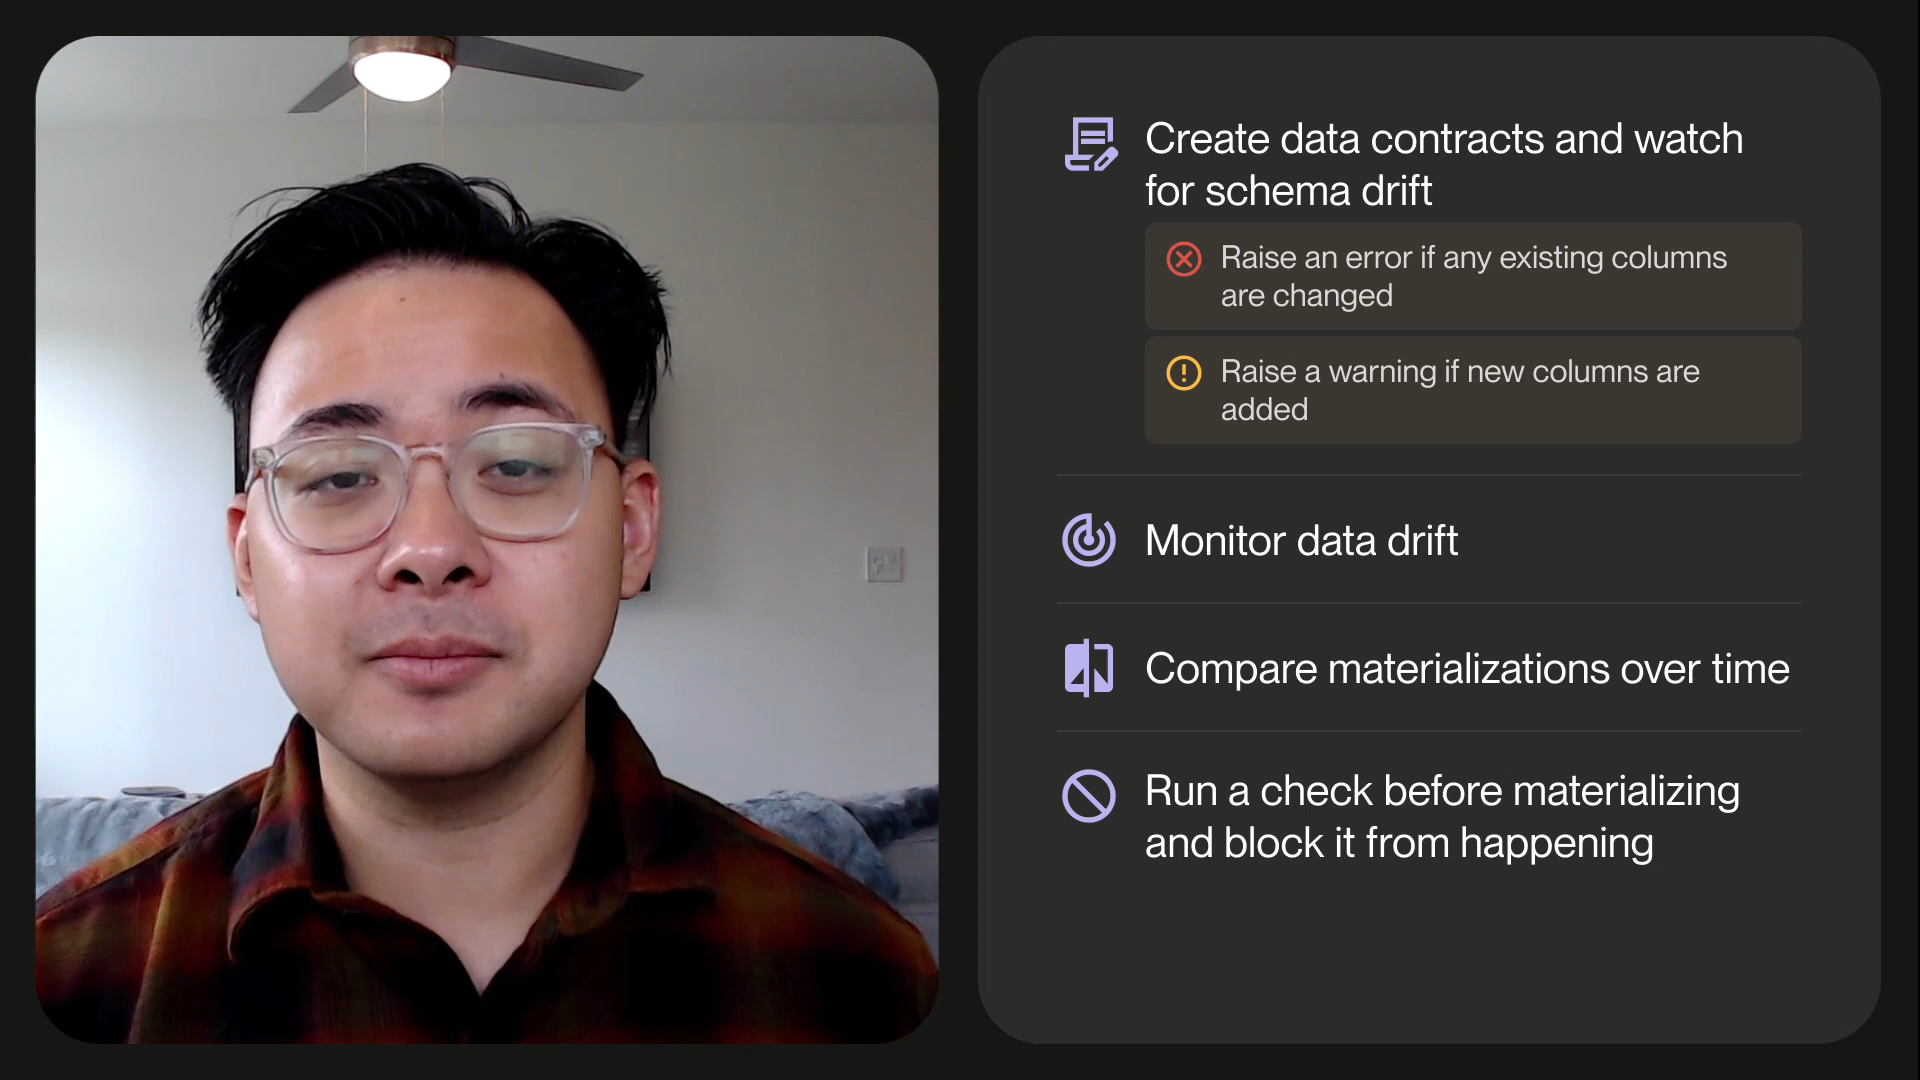 Create data contracts and watch
for schema drift
Raise an error if any existing columns
are changed
Raise a warning if new columns are
added
Monitor data drift
Compare materializations over time
Run a check before materializing
and block it from happening